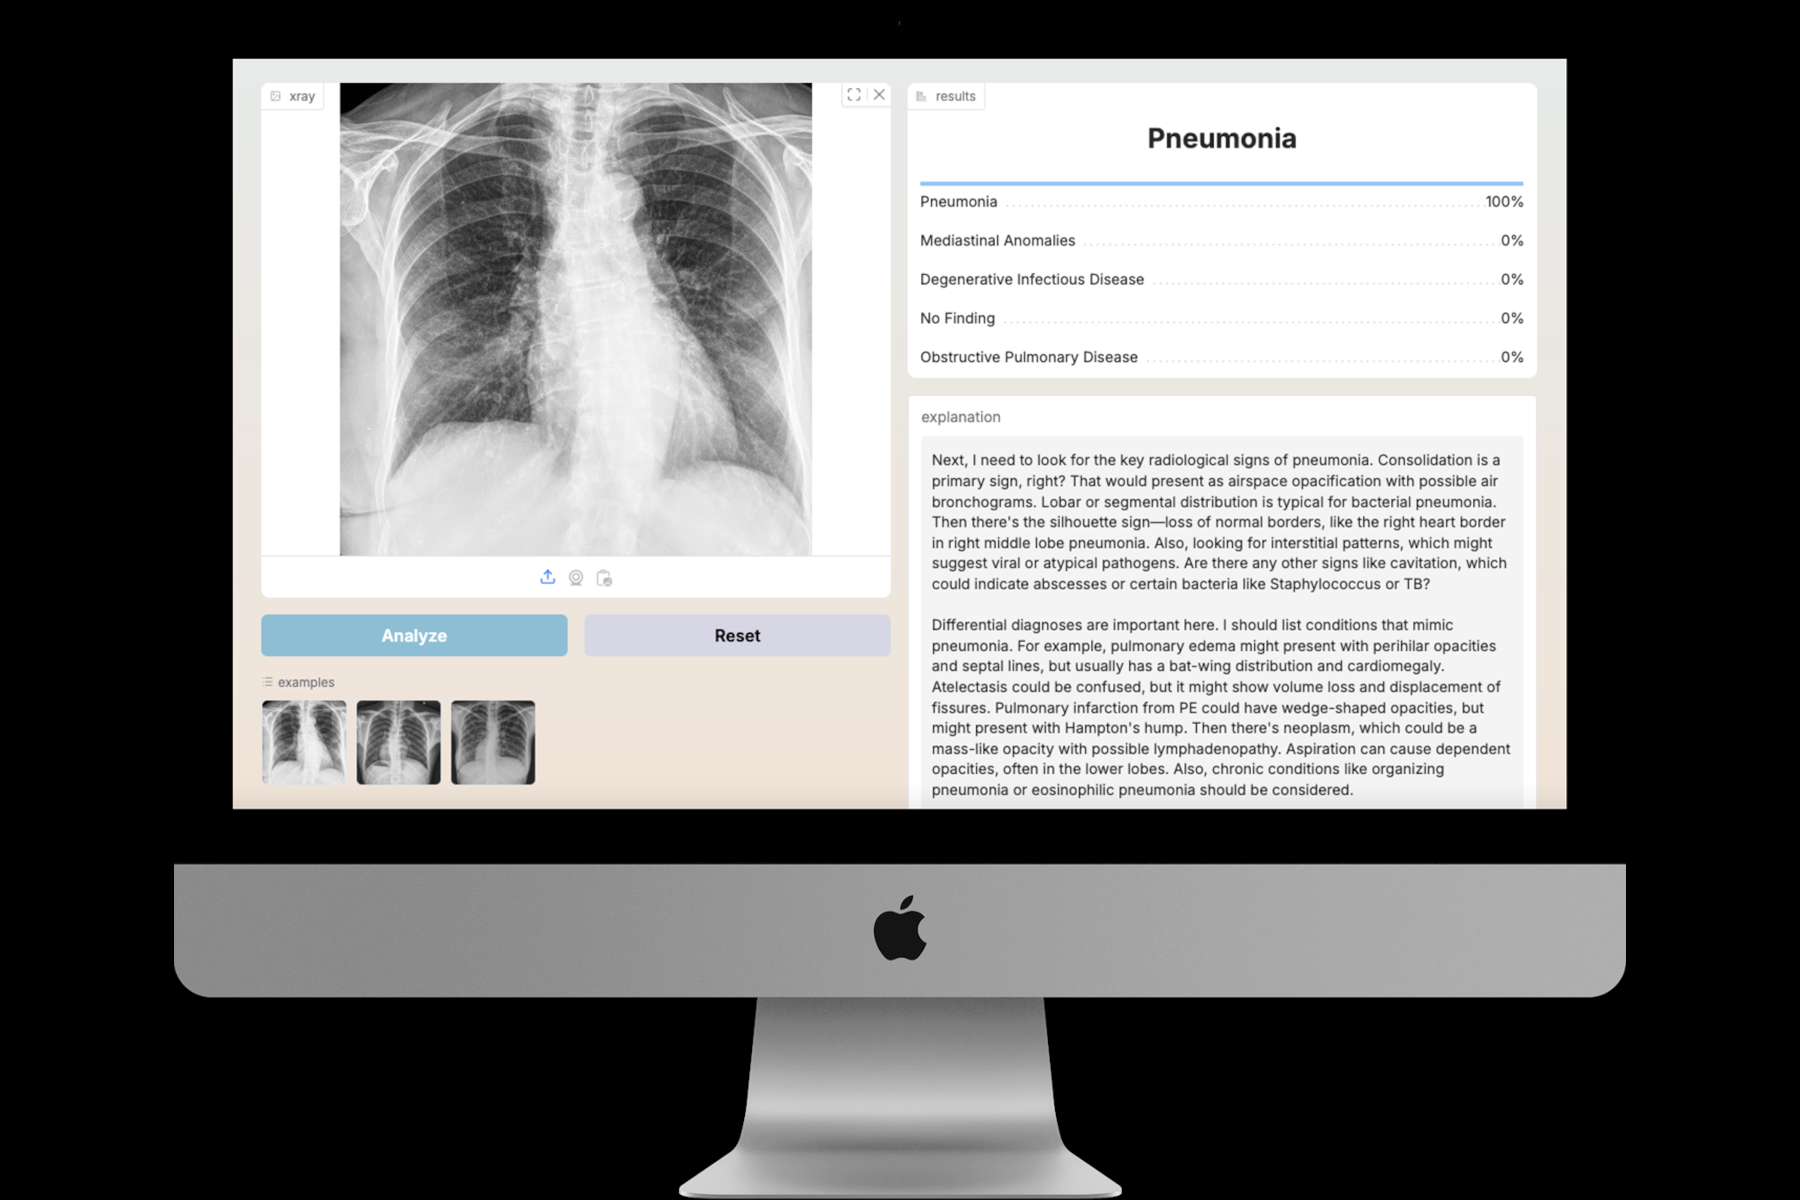 xray
Analyze
Reset
examples
results
Pneumonia
Pneumonia 100%
Mediastinal Anomalies 0%
Degenerative Infectious Disease 0%
No Finding 0%
Obstructive Pulmonary Disease 0%
explanation
Next, I need to look for the key radiological signs of pneumonia. Consolidation is a
primary sign, right? That would present as airspace opacification with possible air
bronchograms. Lobar or segmental distribution is typical for bacterial pneumonia.
Then there's the silhouette sign—loss of normal borders, like the right heart border
in right middle lobe pneumonia. Also, looking for interstitial patterns, which might
suggest viral or atypical pathogens. Are there any other signs like cavitation, which
could indicate abscesses or certain bacteria like Staphylococcus or TB?
Differential diagnoses are important here. I should list conditions that mimic
pneumonia. For example, pulmonary edema might present with perihilar opacities
and septal lines, but usually has a bat-wing distribution and cardiomegaly.
Atelectasis could be confused, but it might show volume loss and displacement of
fissures. Pulmonary infarction from PE could have wedge-shaped opacities, but
might present with Hampton's hump. Then there's neoplasm, which could be a
mass-like opacity with possible lymphadenopathy. Aspiration can cause dependent
opacities, often in the lower lobes. Also, chronic conditions like organizing
pneumonia or eosinophilic pneumonia should be considered.